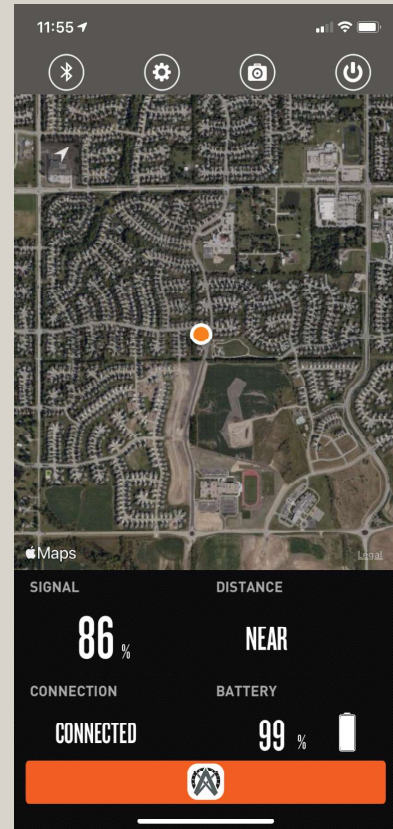 11:55
Maps
Legal
SIGNAL
DISTANCE
86 %
NEAR
CONNECTION
BATTERY
CONNECTED
99 %